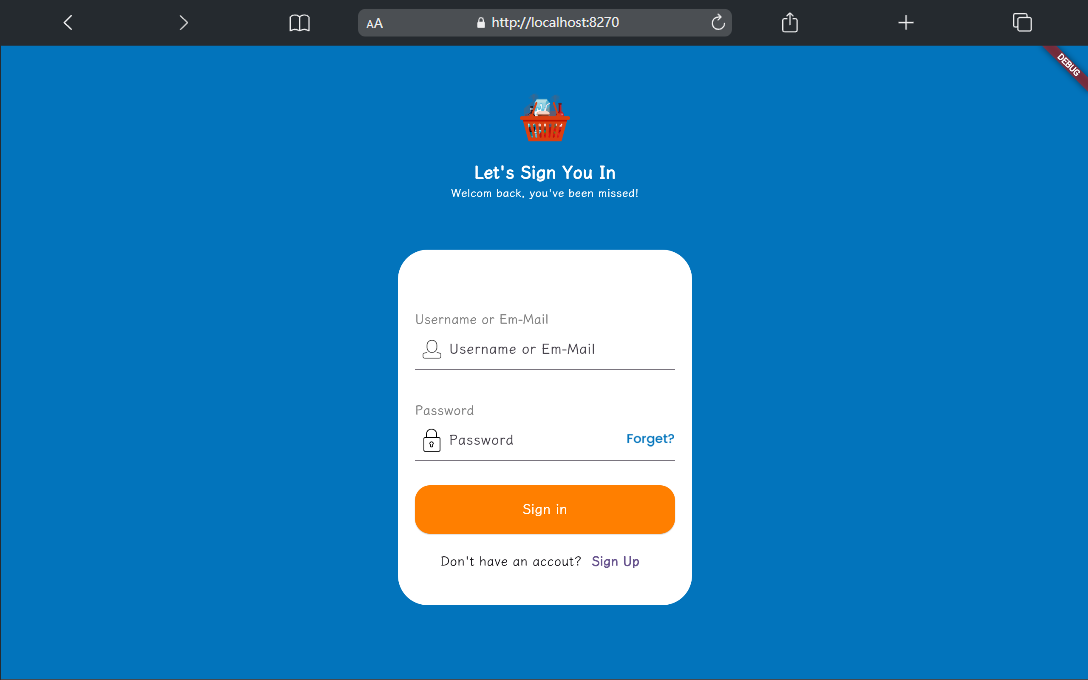 AA http://localhost:8270
DEBUG
Let's Sign You In
Welcom back, you've been missed!
Username or Em-Mail
Username or Em-Mail
Password
Password Forget?
Sign in
Don't have an accout? Sign Up